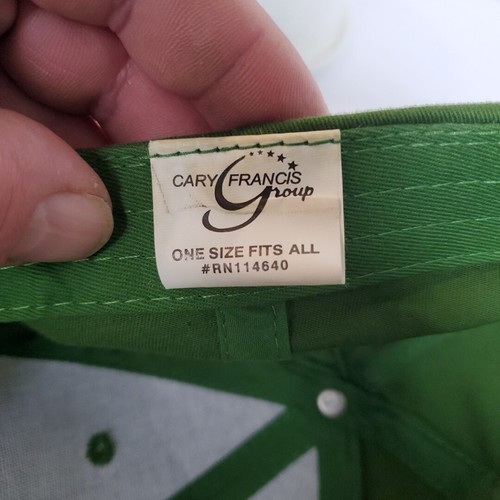 CARY FRANCIS
Group
ONE SIZE FITS ALL
#RN114640